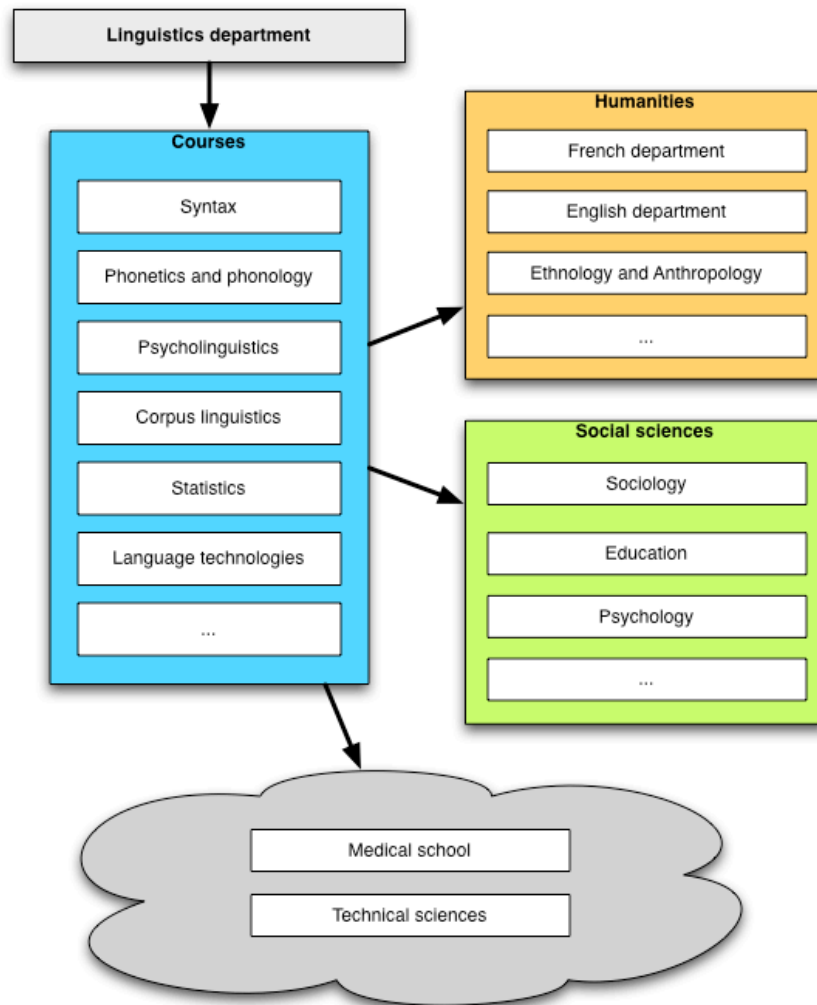 Linguistics department
Courses
Syntax
Phonetics and phonology
Psycholinguistics
Corpus linguistics
Statistics
Language technologies
...
Humanities
French department
English department
Ethnology and Anthropology
...
Social sciences
Sociology
Education
Psychology
...
Medical school
Technical sciences